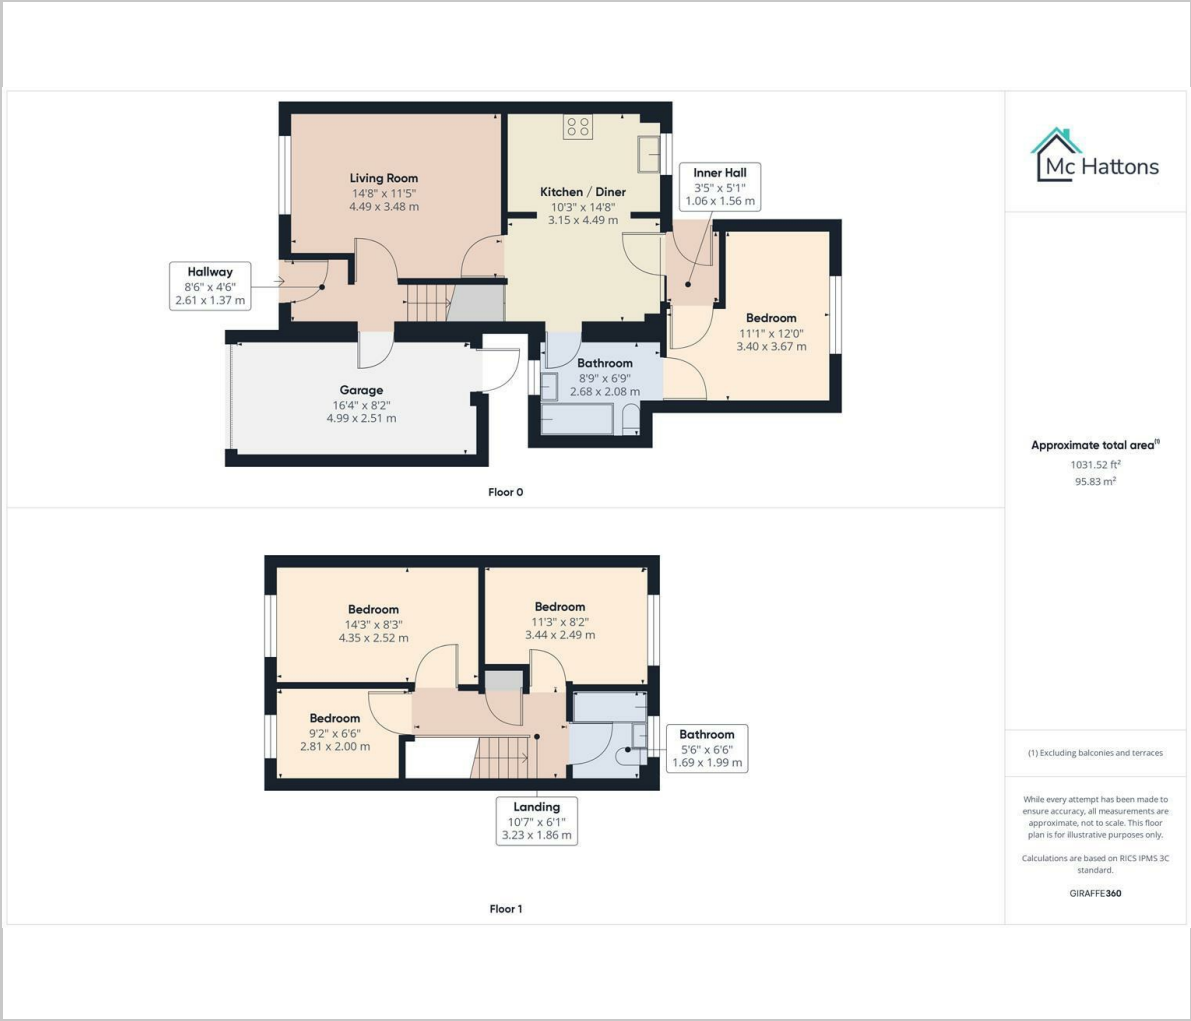 Living Room
14'8" x 11'5"
4.49 x 3.48 m
Kitchen / Diner
10'3" x 14'8"
3.15 x 4.49 m
Inner Hall
3'5" x 5'1"
1.06 x 1.56 m
Hallway
8'6" x 4'6"
2.61 x 1.37 m
Bedroom
11'1" x 12'0"
3.40 x 3.67 m
Bathroom
8'9" x 6'9"
2.68 x 2.08 m
Garage
16'4" x 8'2"
4.99 x 2.51 m
Floor 0
Bedroom
14'3" x 8'3"
4.35 x 2.52 m
Bedroom
11'3" x 8'2"
3.44 x 2.49 m
Bedroom
9'2" x 6'6"
2.81 x 2.00 m
Bathroom
5'6" x 6'6"
1.69 x 1.99 m
Landing
10'7" x 6'1"
3.23 x 1.86 m
Floor 1
Mc Hattons
Approximate total area(1)
1031.52 ft²
95.83 m²
(1) Excluding balconies and terraces
While every attempt has been made to
ensure accuracy, all measurements are
approximate, not to scale. This floor
plan is for illustrative purposes only.
Calculations are based on RICS IPMS 3C
standard.
GIRAFFE360